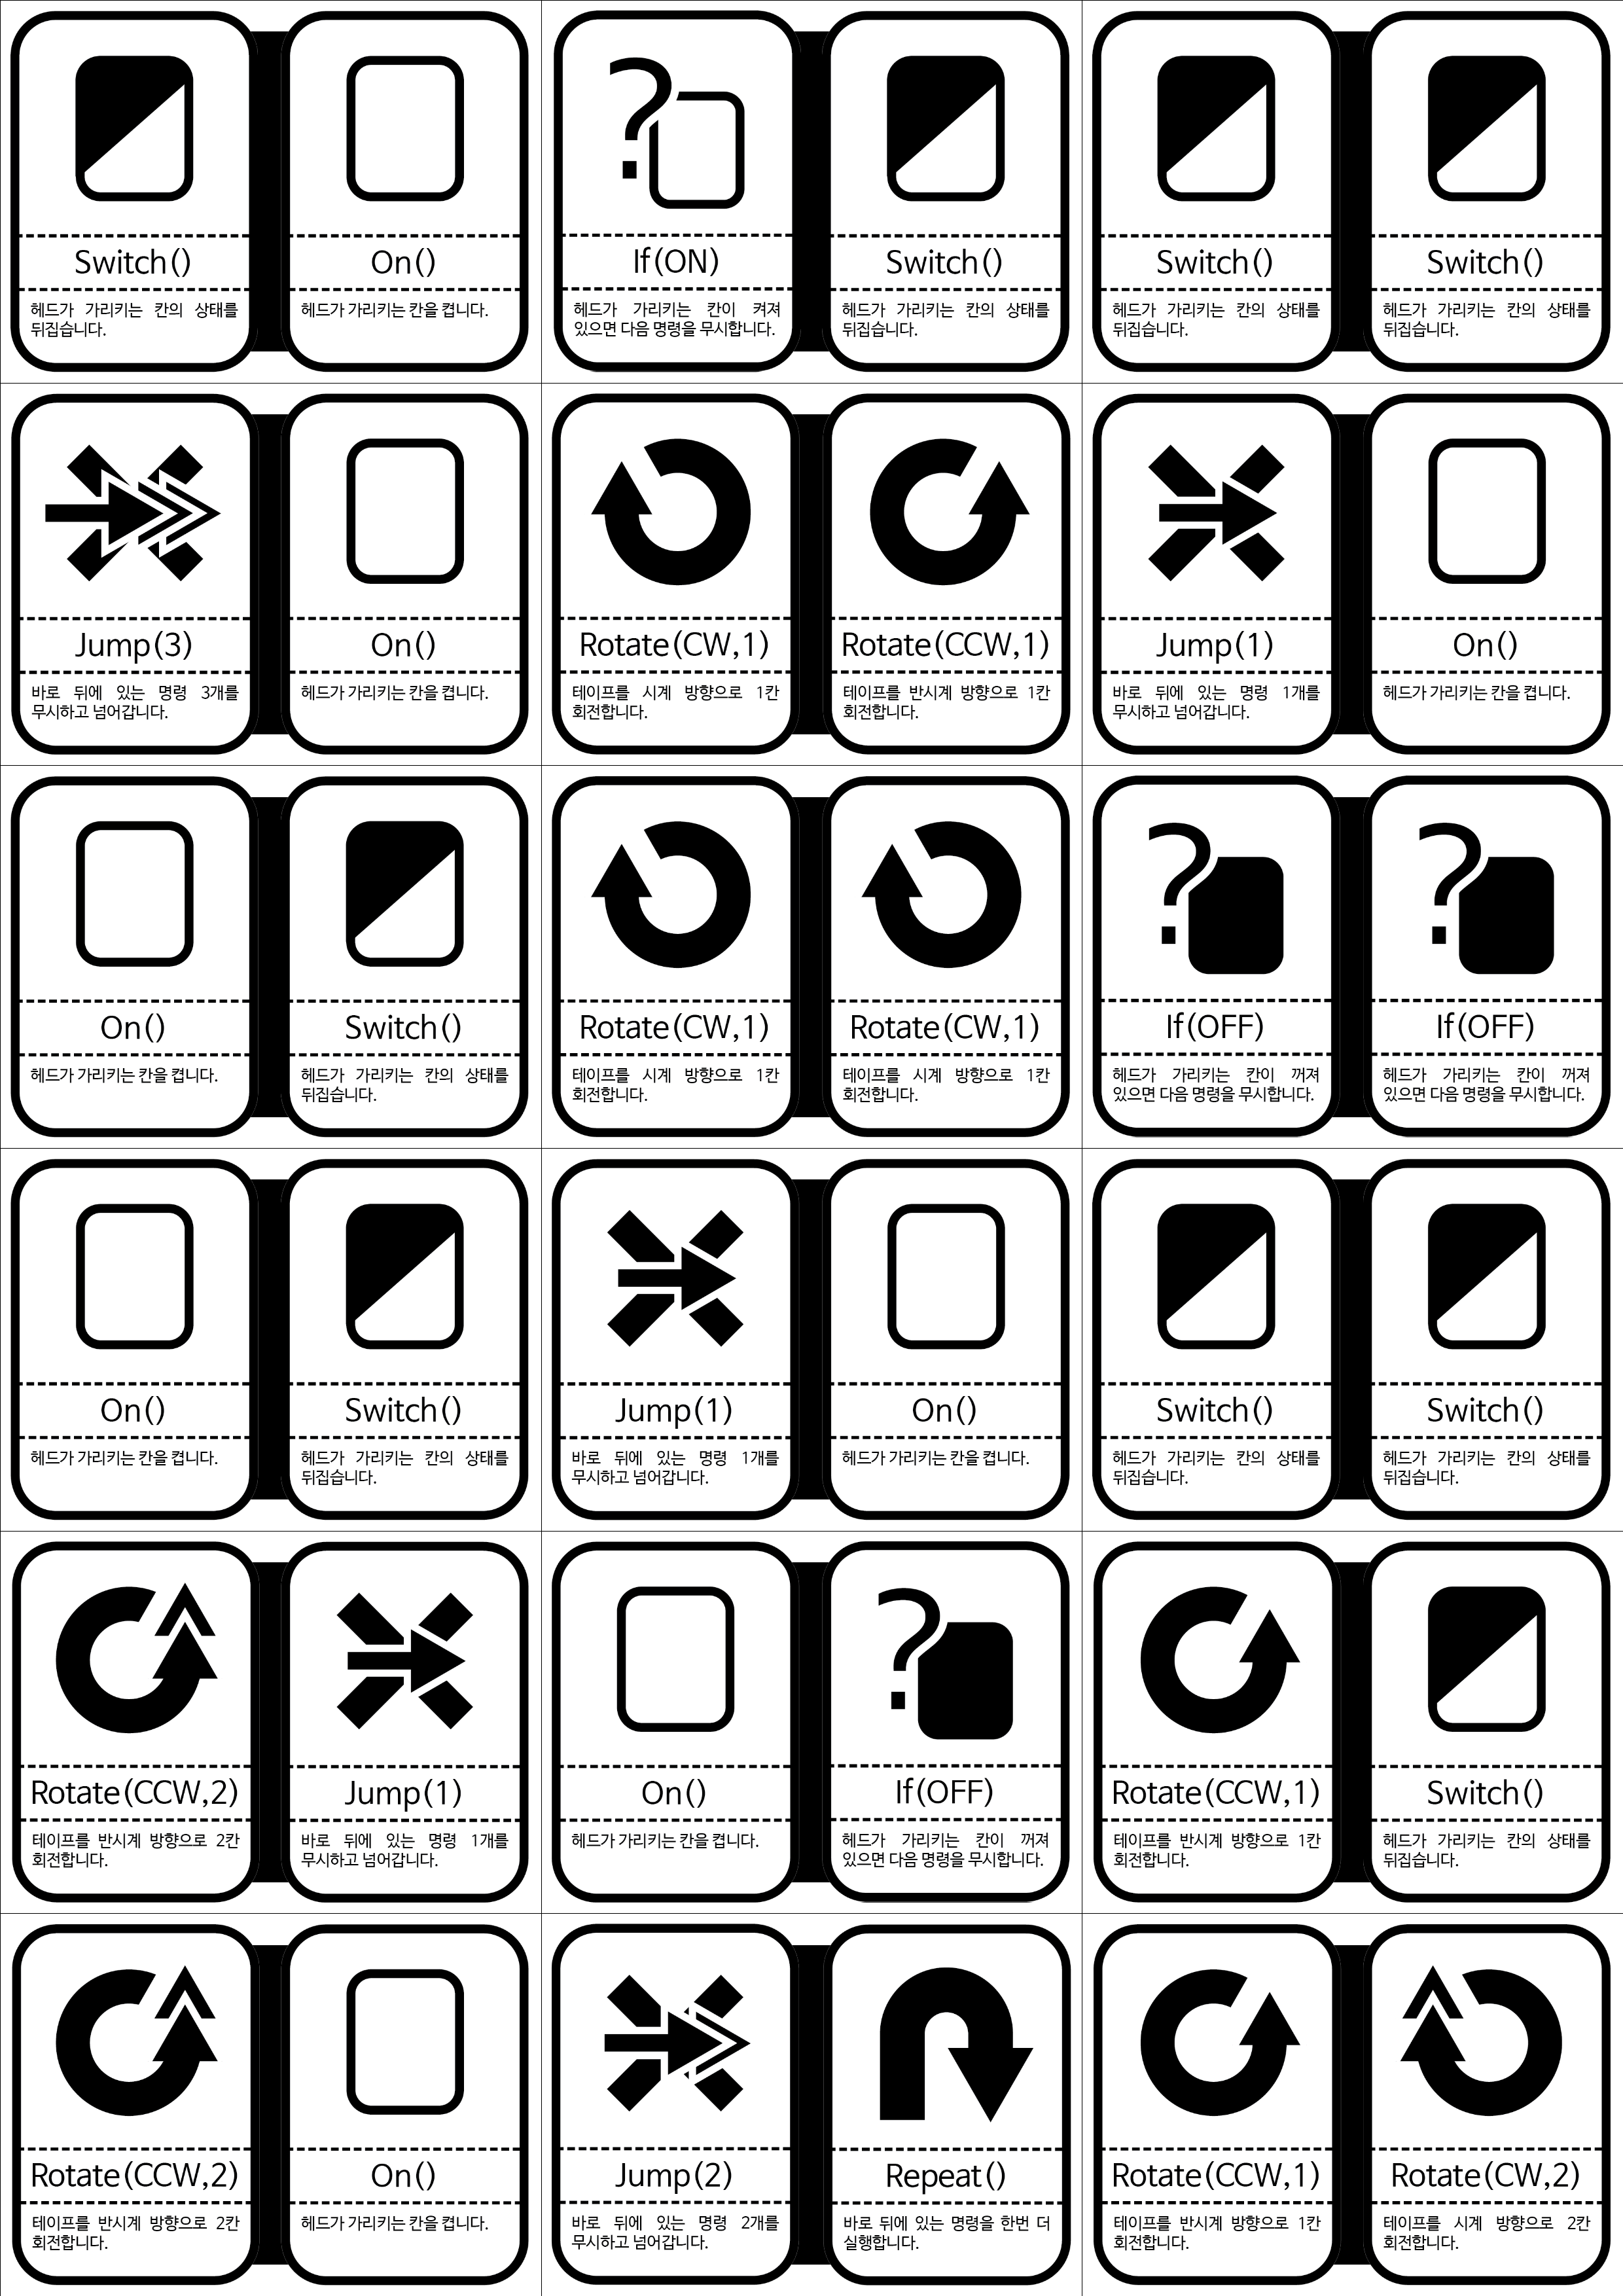 Switch()
헤드가 가리키는 칸의 상태를
뒤집습니다.
On()
헤드가 가리키는 칸을 켭니다.
If(ON)
헤드가 가리키는 칸이 켜져
있으면 다음 명령을 무시합니다.
Switch()
헤드가 가리키는 칸의 상태를
뒤집습니다.
Switch()
헤드가 가리키는 칸의 상태를
뒤집습니다.
Switch()
헤드가 가리키는 칸의 상태를
뒤집습니다.
Jump(3)
바로 뒤에 있는 명령 3개를
무시하고 넘어갑니다.
On()
헤드가 가리키는 칸을 켭니다.
Rotate(CW,1)
테이프를 시계 방향으로 1칸
회전합니다.
Rotate(CCW,1)
테이프를 반시계 방향으로 1칸
회전합니다.
Jump(1)
바로 뒤에 있는 명령 1개를
무시하고 넘어갑니다.
On()
헤드가 가리키는 칸을 켭니다.
On()
헤드가 가리키는 칸을 켭니다.
Switch()
헤드가 가리키는 칸의 상태를
뒤집습니다.
Rotate(CW,1)
테이프를 시계 방향으로 1칸
회전합니다.
Rotate(CW,1)
테이프를 시계 방향으로 1칸
회전합니다.
If(OFF)
헤드가 가리키는 칸이 꺼져
있으면 다음 명령을 무시합니다.
If(OFF)
헤드가 가리키는 칸이 꺼져
있으면 다음 명령을 무시합니다.
On()
헤드가 가리키는 칸을 켭니다.
Switch()
헤드가 가리키는 칸의 상태를
뒤집습니다.
Jump(1)
바로 뒤에 있는 명령 1개를
무시하고 넘어갑니다.
On()
헤드가 가리키는 칸을 켭니다.
Switch()
헤드가 가리키는 칸의 상태를
뒤집습니다.
Switch()
헤드가 가리키는 칸의 상태를
뒤집습니다.
Rotate(CCW,2)
테이프를 반시계 방향으로 2칸
회전합니다.
Jump(1)
바로 뒤에 있는 명령 1개를
무시하고 넘어갑니다.
On()
헤드가 가리키는 칸을 켭니다.
If(OFF)
헤드가 가리키는 칸이 꺼져
있으면 다음 명령을 무시합니다.
Rotate(CCW,1)
테이프를 반시계 방향으로 1칸
회전합니다.
Switch()
헤드가 가리키는 칸의 상태를
뒤집습니다.
Rotate(CCW,2)
테이프를 반시계 방향으로 2칸
회전합니다.
On()
헤드가 가리키는 칸을 켭니다.
Jump(2)
바로 뒤에 있는 명령 2개를
무시하고 넘어갑니다.
Repeat()
바로 뒤에 있는 명령을 한번 더
실행합니다.
Rotate(CCW,1)
테이프를 반시계 방향으로 1칸
회전합니다.
Rotate(CW,2)
테이프를 시계 방향으로 2칸
회전합니다.